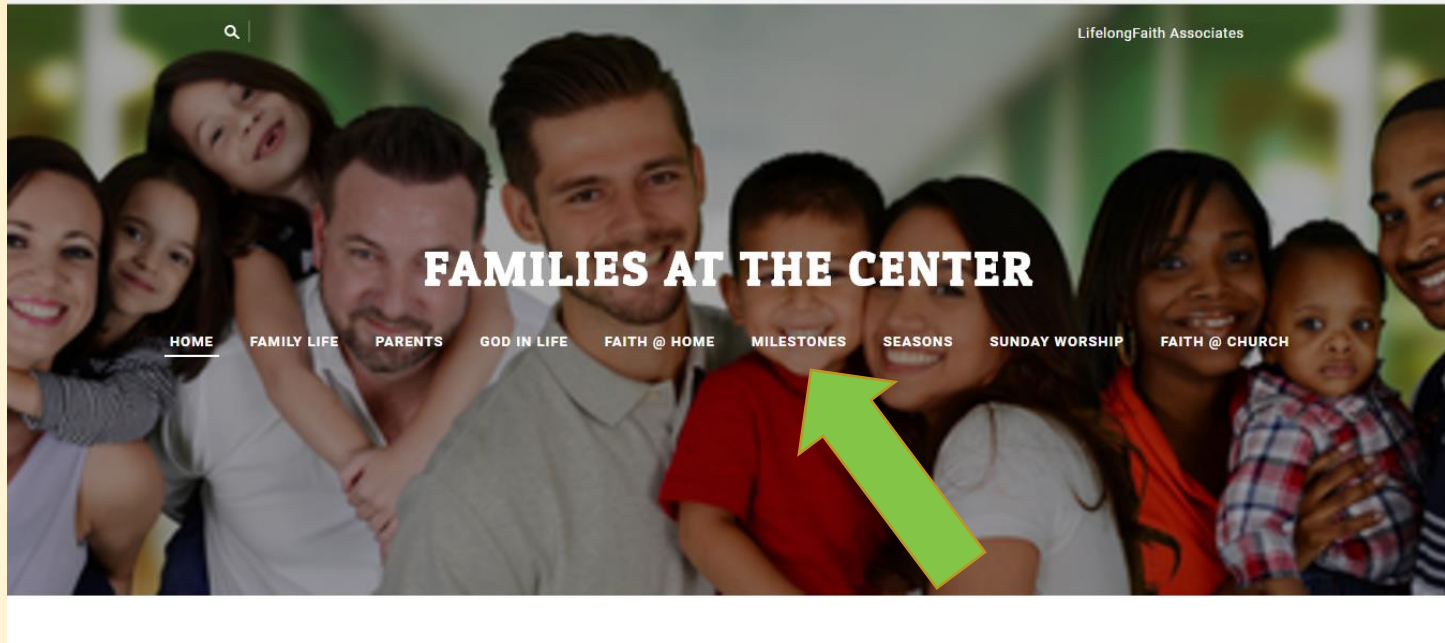 LifelongFaith Associates
FAMILIES AT THE CENTER
HOME FAMILY LIFE PARENTS GOD IN LIFE FAITH @ HOME MILESTONES SEASONS SUNDAY WORSHIP FAITH @ CHURCH